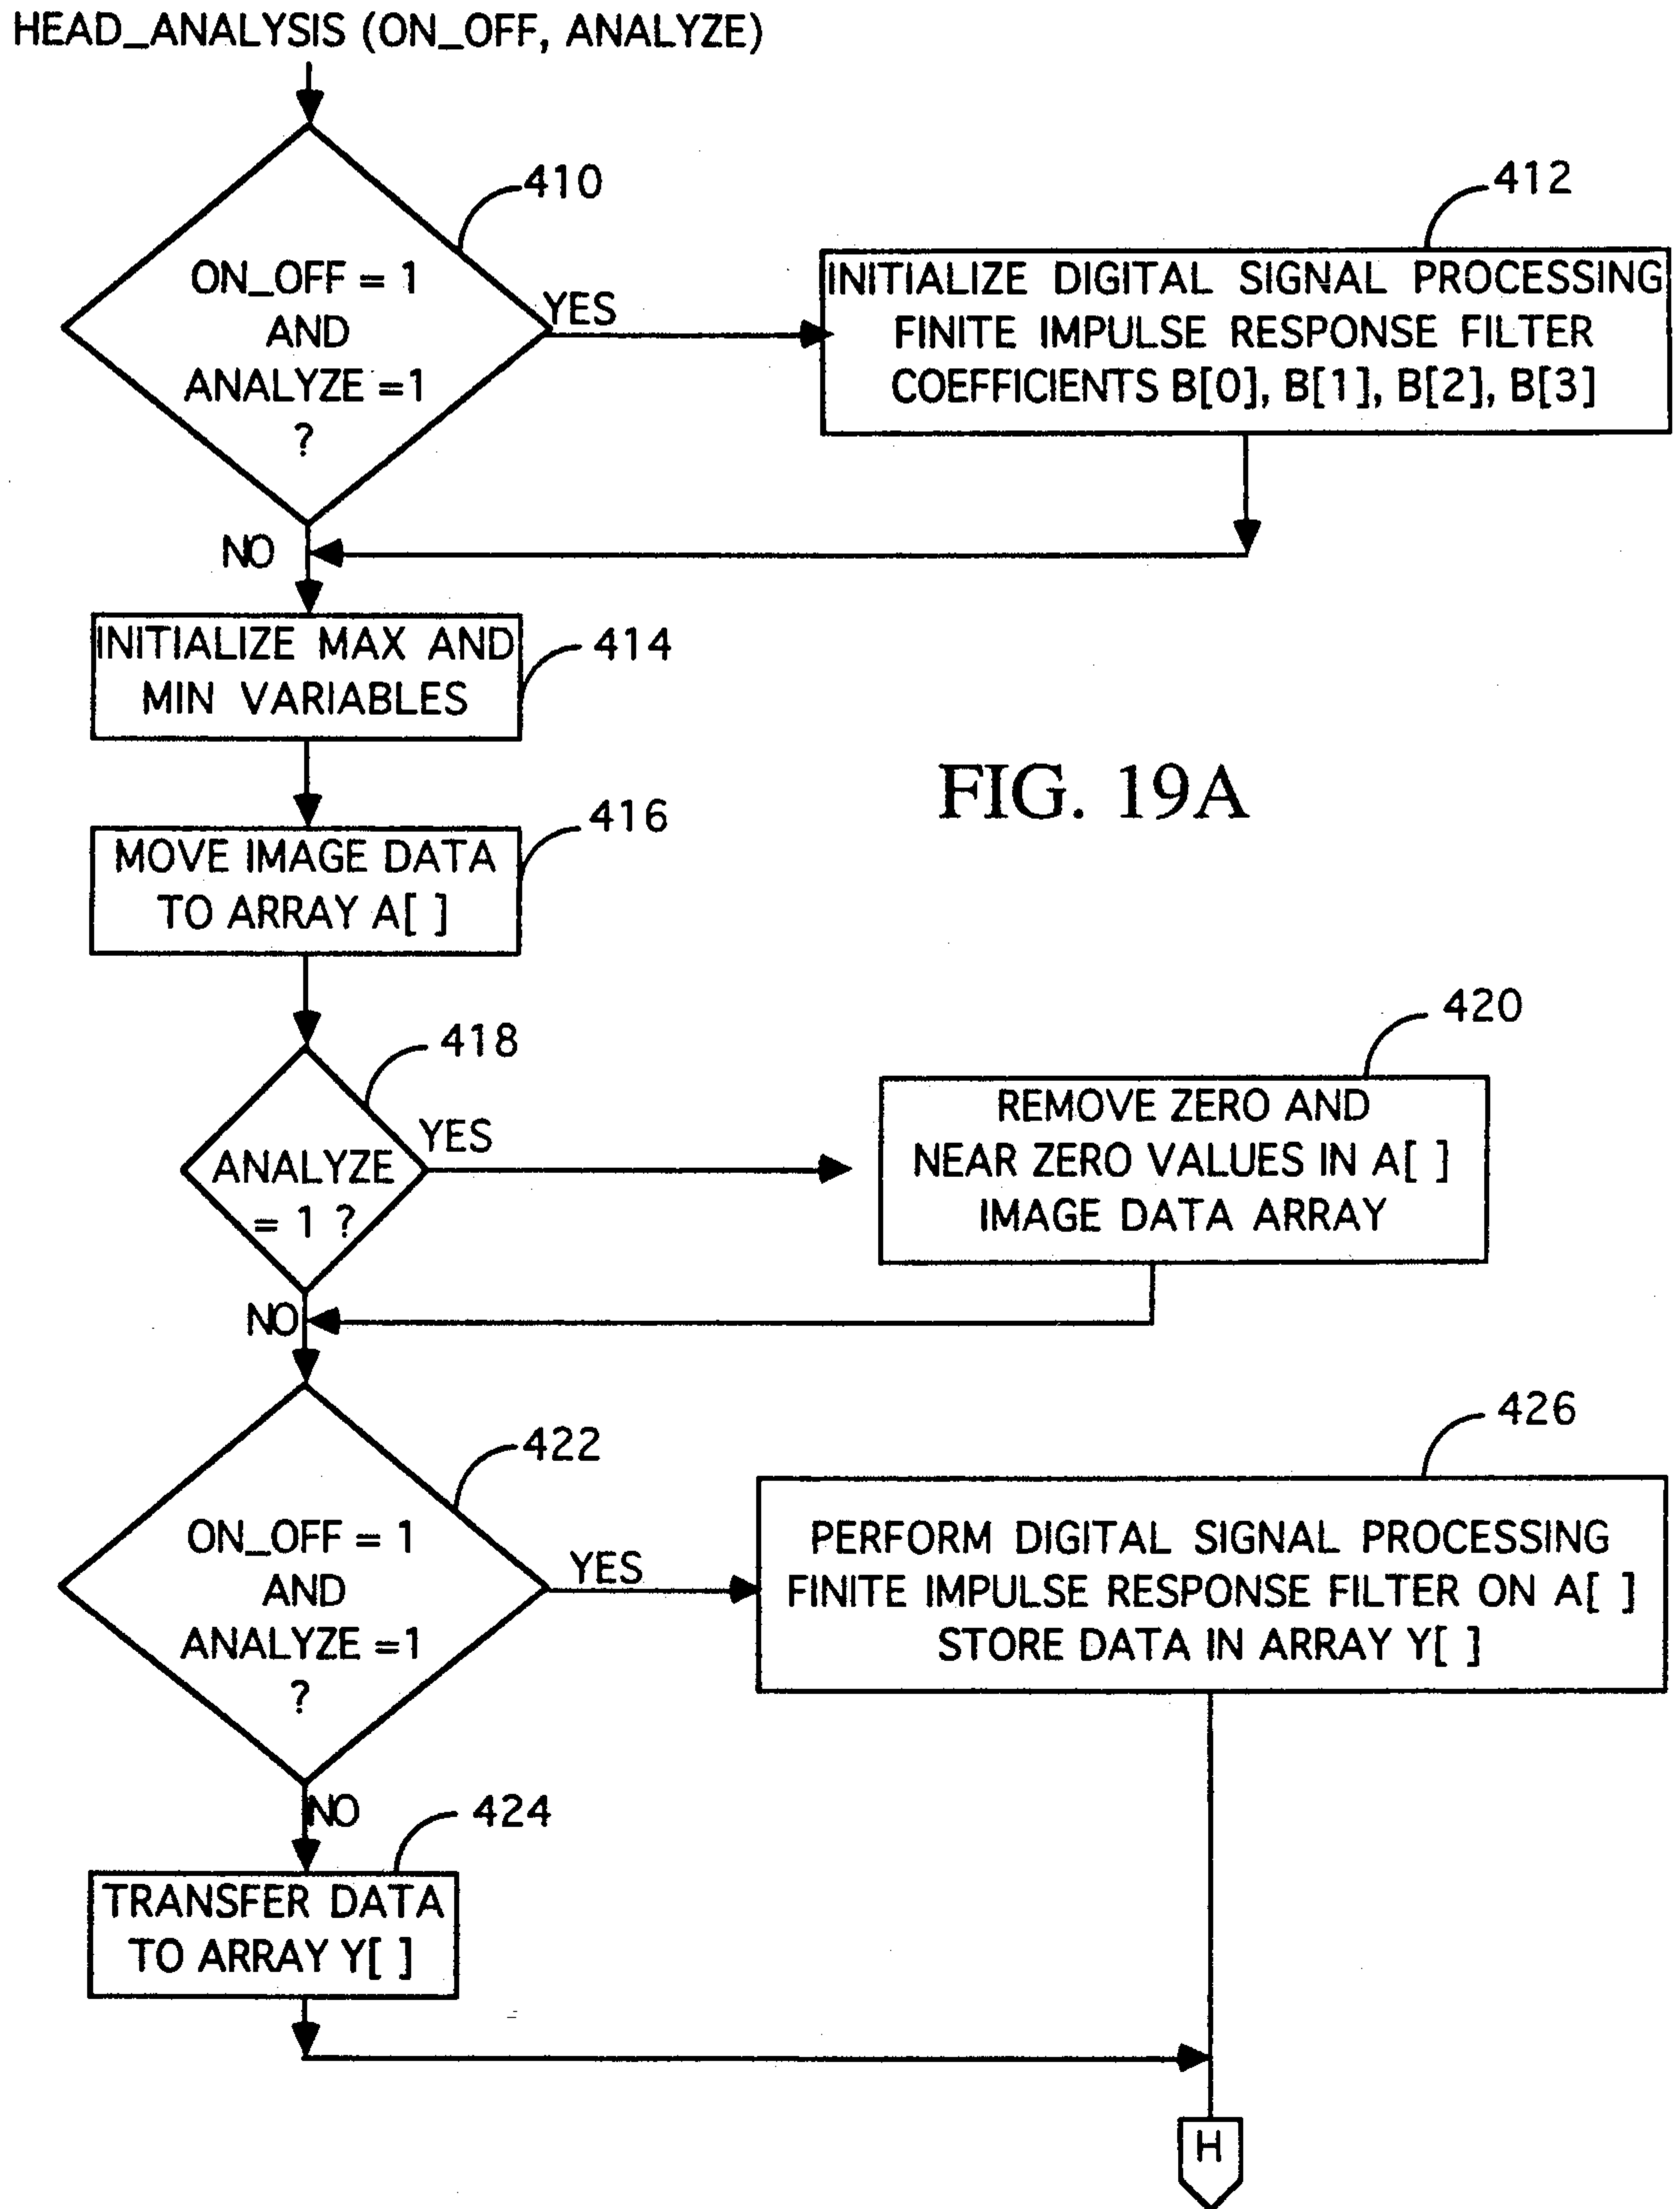 HEAD_ANALYSIS (ON_OFF, ANALYZE)
410
ON_OFF = 1
AND
ANALYZE =1
?
YES
412
INITIALIZE DIGITAL SIGNAL PROCESSING
FINITE IMPULSE RESPONSE FILTER
COEFFICIENTS B[0], B[1], B[2], B[3]
NO
INITIALIZE MAX AND
MIN VARIABLES
414
FIG. 19A
MOVE IMAGE DATA
TO ARRAY A[ ]
416
418
ANALYZE
= 1 ?
YES
420
REMOVE ZERO AND
NEAR ZERO VALUES IN A[ ]
IMAGE DATA ARRAY
NO
422
ON_OFF = 1
AND
ANALYZE =1
?
YES
426
PERFORM DIGITAL SIGNAL PROCESSING
FINITE IMPULSE RESPONSE FILTER ON A[ ]
STORE DATA IN ARRAY Y[ ]
NO
424
TRANSFER DATA
TO ARRAY Y[ ]
H